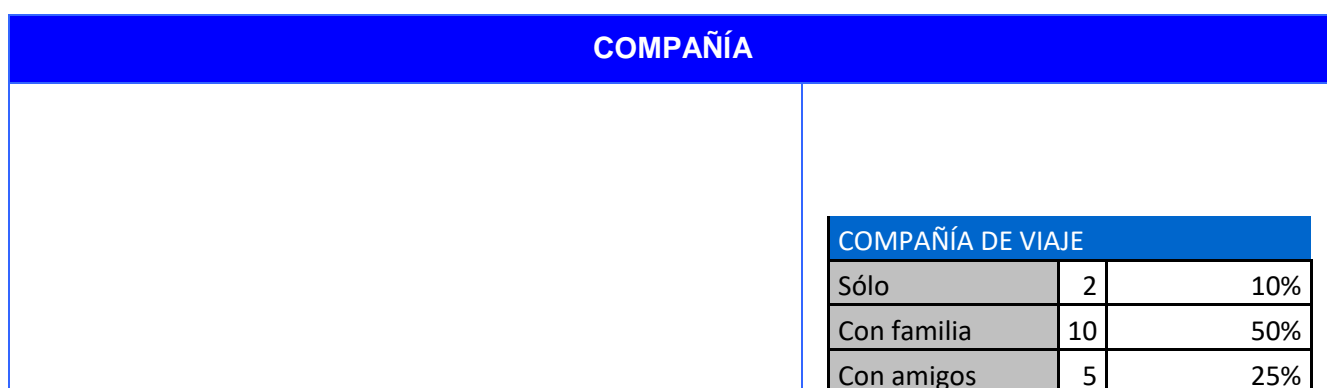 COMPAÑÍA
COMPAÑÍA DE VIAJE
Sólo 2 10%
Con familia 10 50%
Con amigos 5 25%